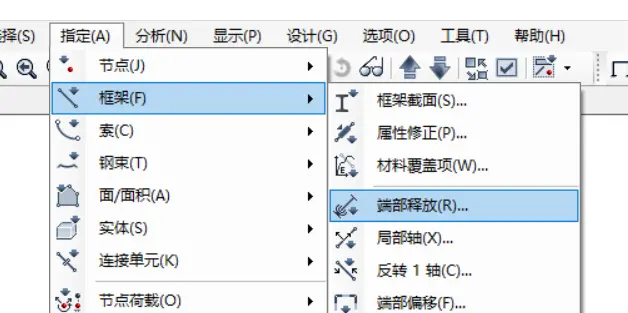 选择(S) 指定(A) 分析(N) 显示(P) 设计(G) 选项(O) 工具(T) 帮助(H)
节点(J)
框架(F)
索(C)
钢束(T)
面/面积(A)
实体(S)
连接单元(K)
节点荷载(O)
框架截面(S)...
属性修正(P)...
材料覆盖项(W)...
端部释放(R)...
局部轴(X)...
反转 1 轴(C)...
端部偏移(F)...